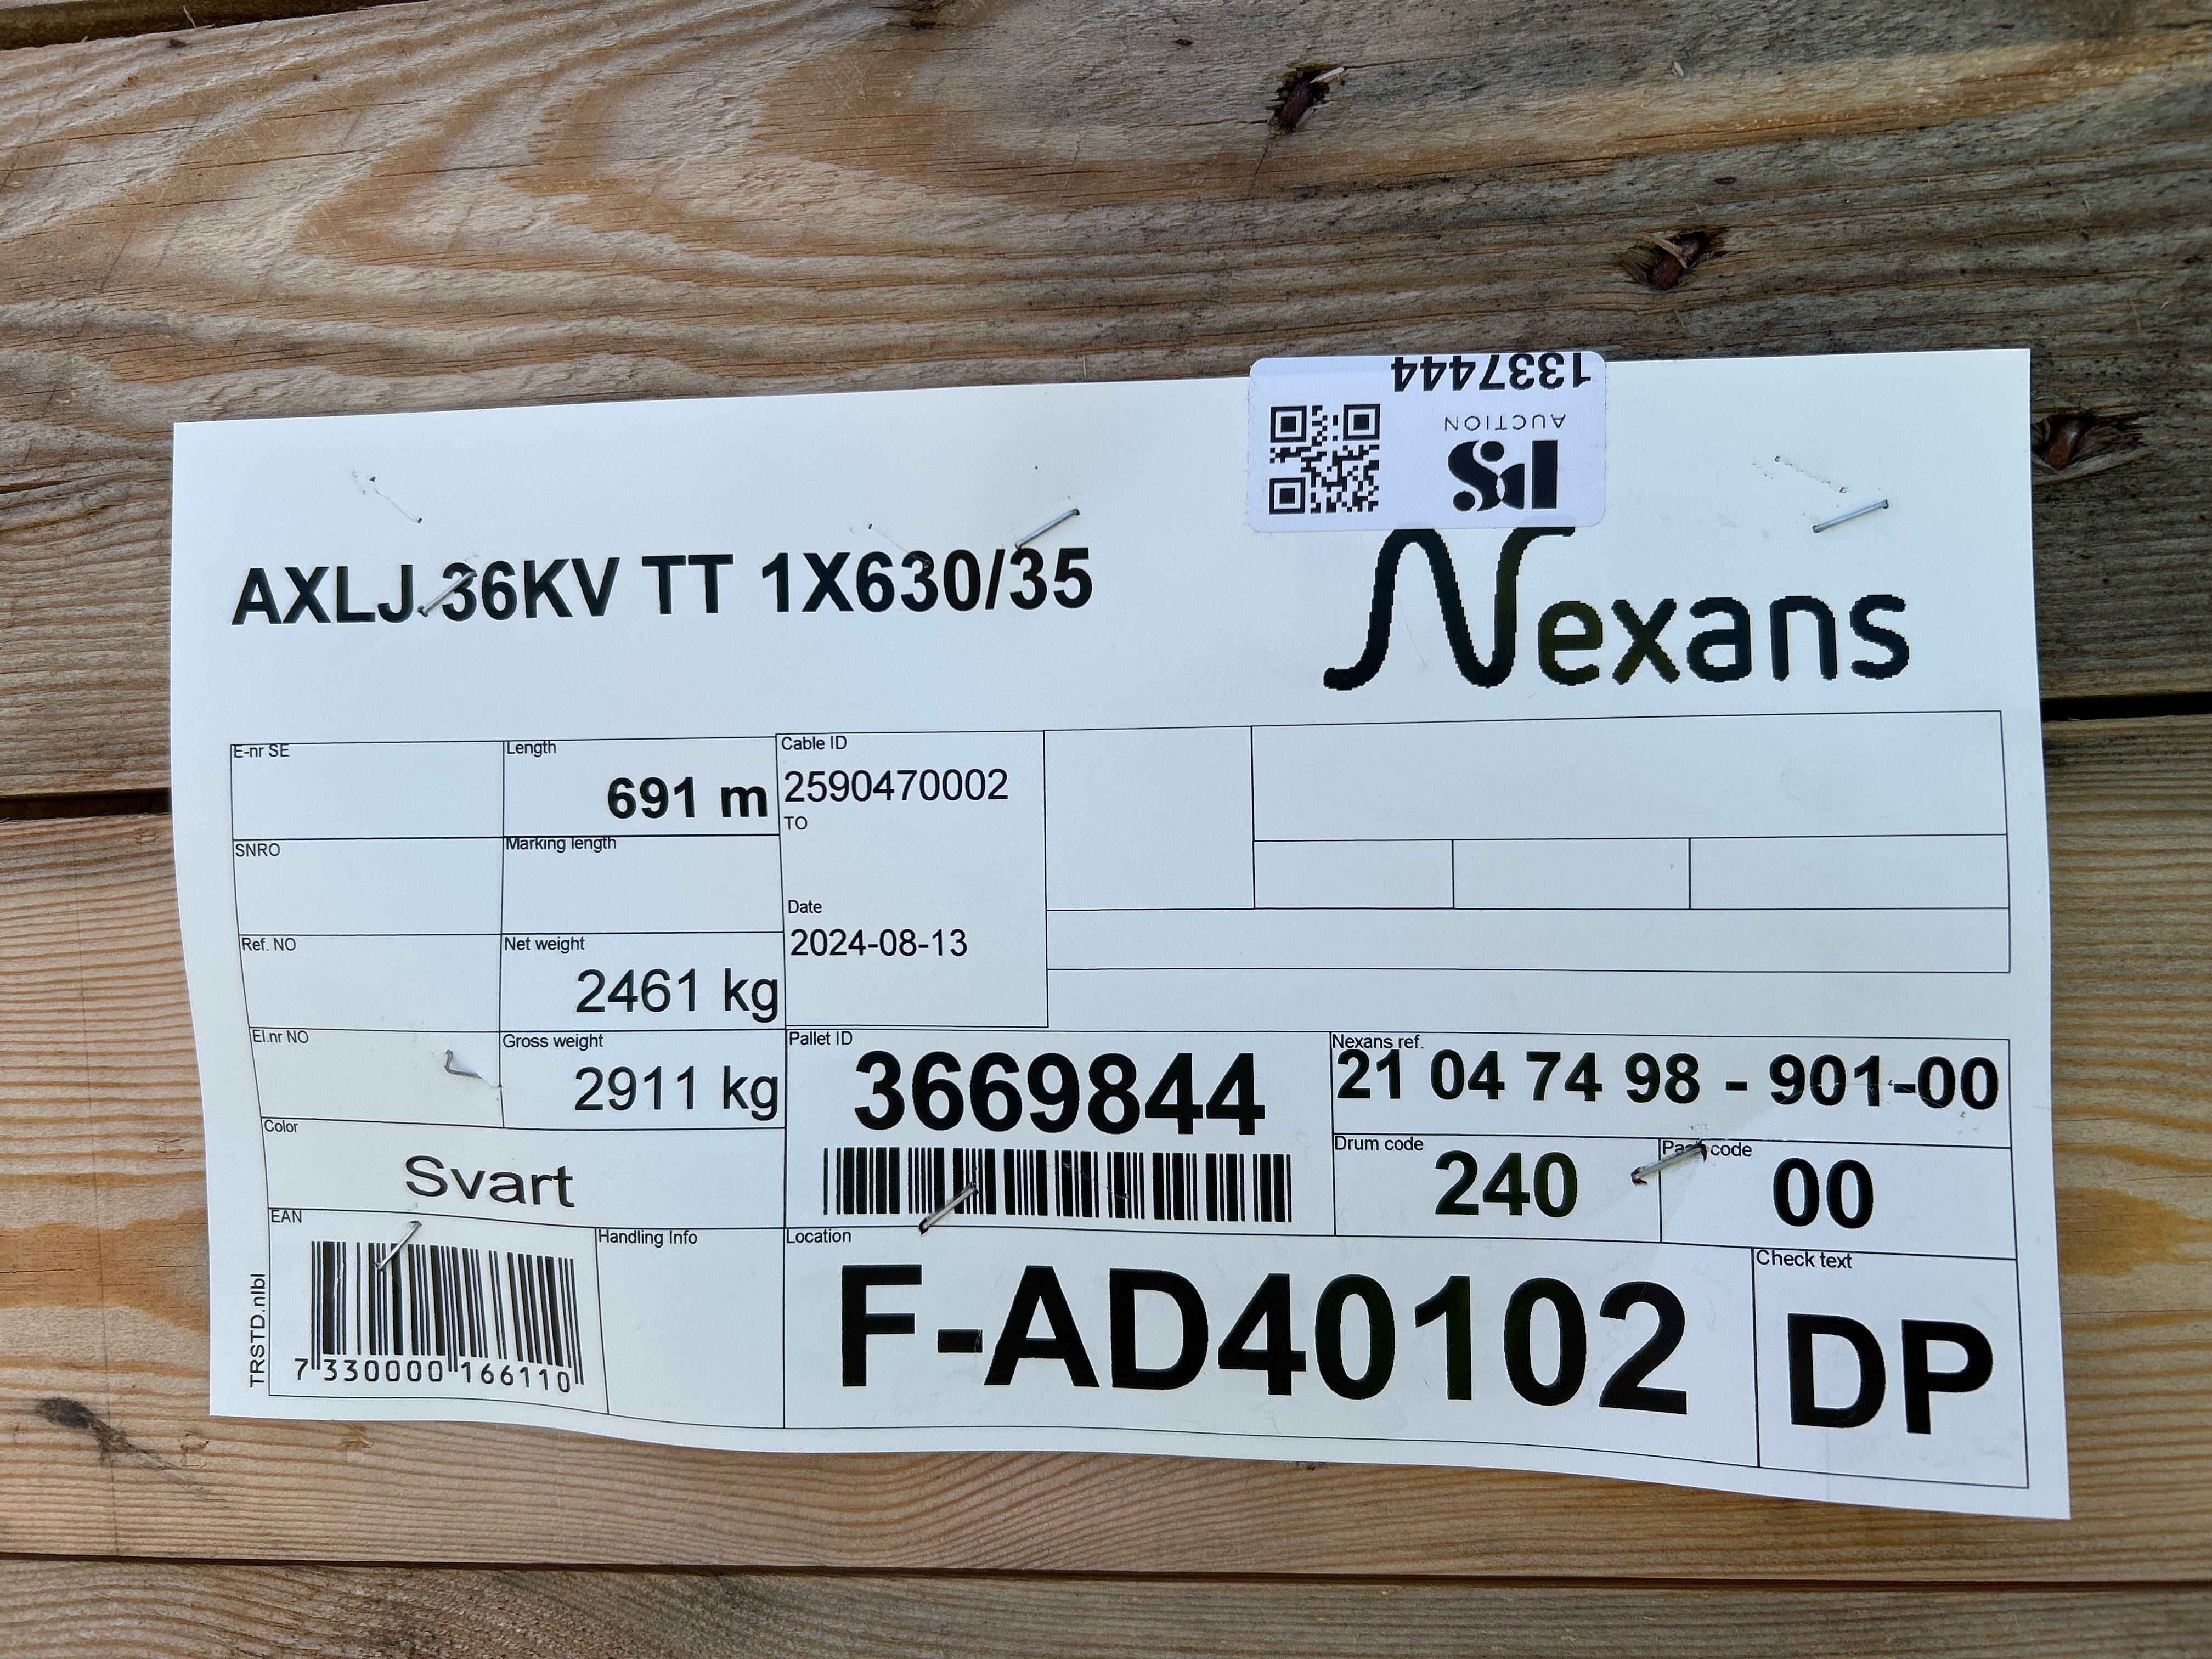 1337444
AUCTION
PS
AXLJ 36KV TT 1X630/35
Nexans
E-nr SE
Length
691 m
Cable ID
2590470002
TO
SNRO
Marking length
Date
2024-08-13
Ref. NO
Net weight
2461 kg
El.nr NO
Gross weight
2911 kg
Pallet ID
3669844
Nexans ref.
21 04 74 98 - 901-00
Color
Svart
Drum code
240
code
00
EAN
7 330000 166110
Handling Info
Location
F-AD40102
Check text
DP
TRSTD.nlbl